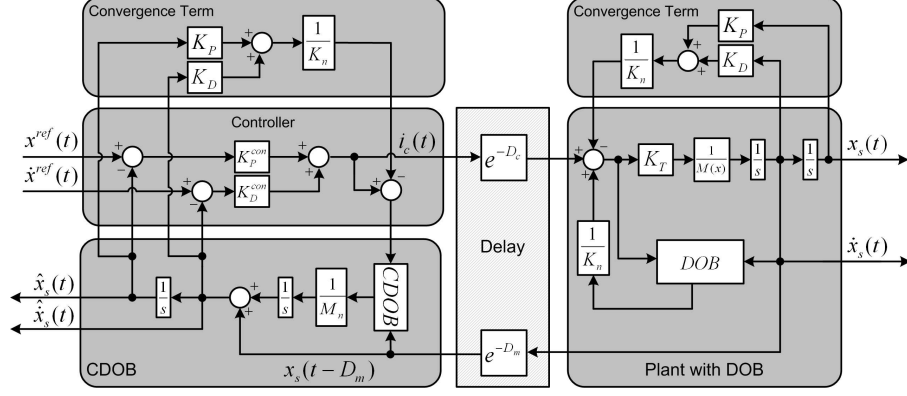 Convergence Term
K_P
K_D
1/K_n
Convergence Term
K_P
K_D
1/K_n
Controller
x^{ref}(t)
ẋ^{ref}(t)
+
−
+
−
K_P^{con}
K_D^{con}
+
+
i_c(t)
+
−
+
+
e^{-D_c}
Delay
e^{-D_m}
+
−
+
K_T
1/M(x)
1/s
1/s
+
+
x_s(t)
ẋ_s(t)
1/K_n
DOB
Plant with DOB
x̂_s(t)
ẋ̂_s(t)
1/s
+
+
1/s
1/M_n
CDOB
x_s(t − D_m)
CDOB